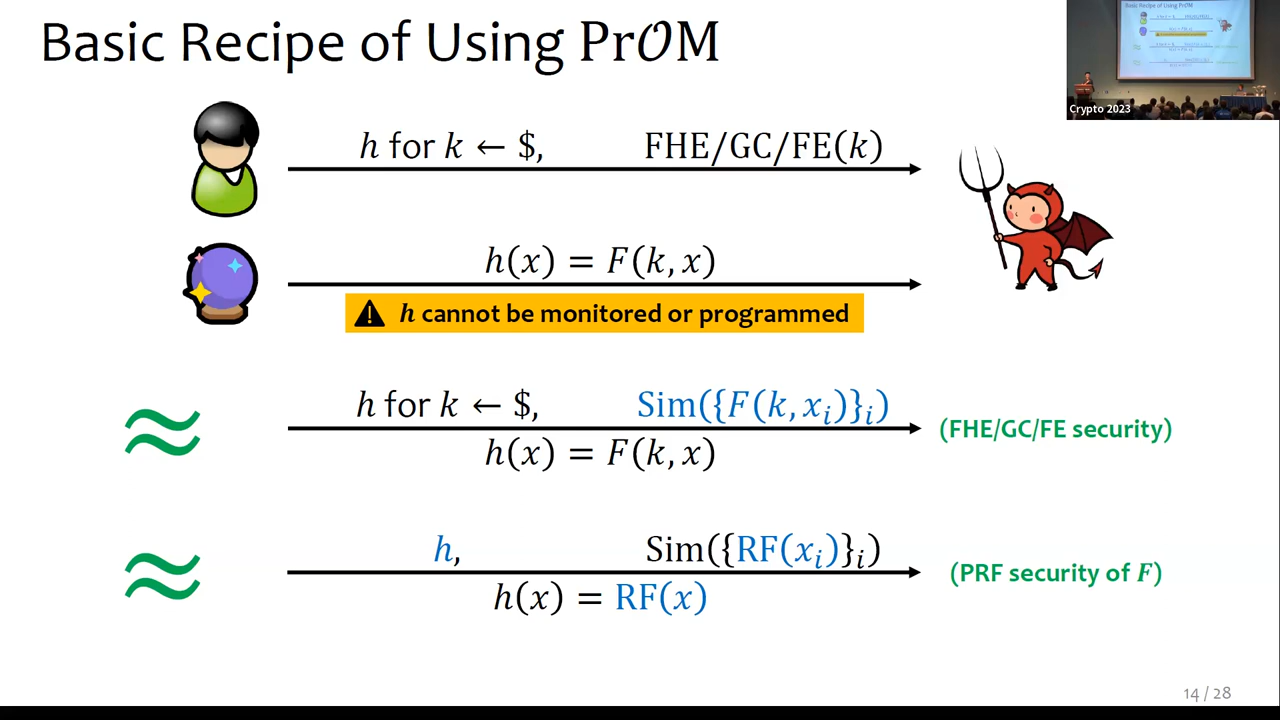 Basic Recipe of Using Pr𝒪M
Crypto 2023
h for k ← $, FHE/GC/FE(k)
h(x) = F(k, x)
h cannot be monitored or programmed
≈ h for k ← $, Sim({F(k, xᵢ)}ᵢ) (FHE/GC/FE security)
h(x) = F(k, x)
≈ h, Sim({RF(xᵢ)}ᵢ) (PRF security of F)
h(x) = RF(x)
14 / 28